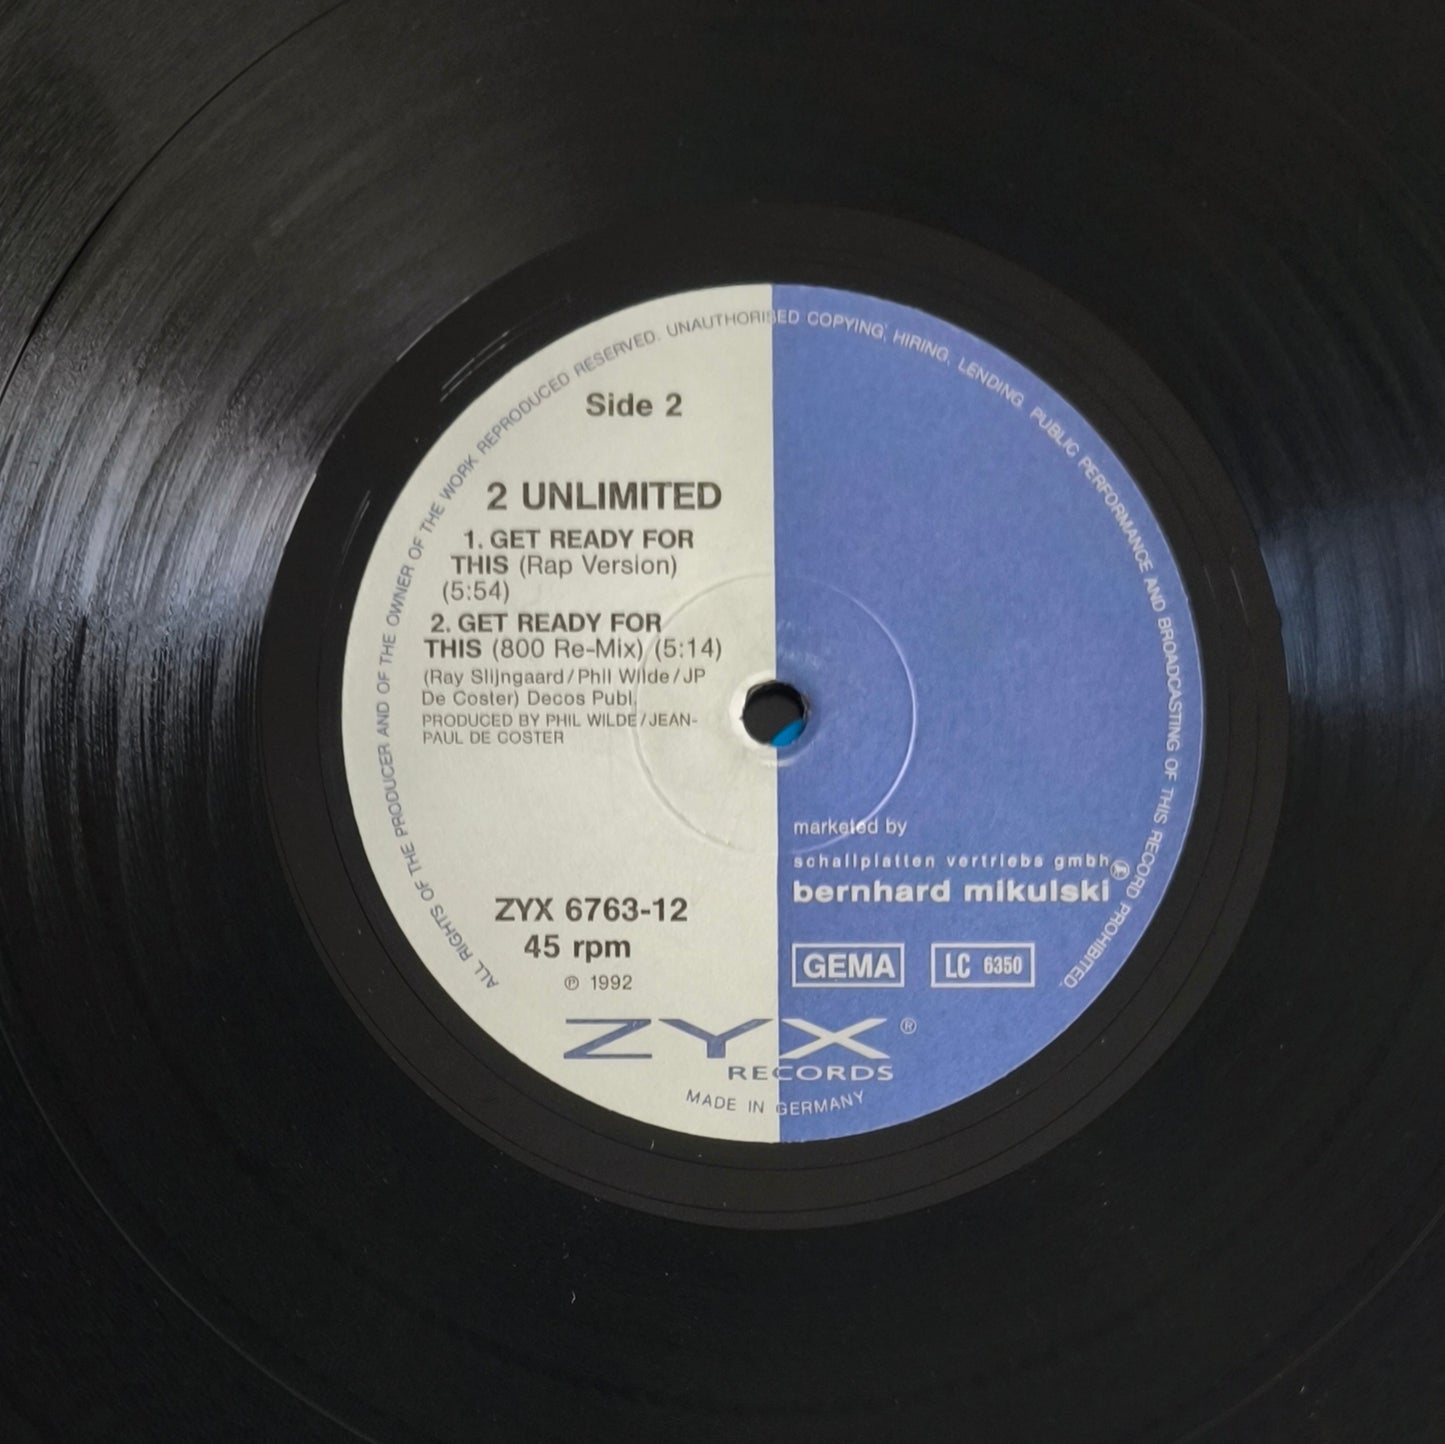 ALL RIGHTS OF THE PRODUCER AND OF THE OWNER OF THE WORK REPRODUCED RESERVED. UNAUTHORISED COPYING, HIRING, LENDING PUBLIC PERFORMANCE AND BROADCASTING OF THIS RECORD PROHIBITED.
Side 2
2 UNLIMITED
1. GET READY FOR
THIS (Rap Version)
(5:54)
2. GET READY FOR
THIS (800 Re-Mix) (5:14)
(Ray Slijngaard/Phil Wilde/JP
De Coster) Decos Publ.
PRODUCED BY PHIL WILDE/JEAN-
PAUL DE COSTER
marketed by
schallplatten vertriebs gmbh
bernhard mikulski
ZYX 6763-12
45 rpm
℗ 1992
GEMA LC 6350
ZYX ®
RECORDS
MADE IN GERMANY